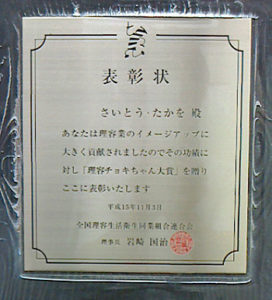 表彰状
さいとう・たかを 殿
あなたは理容業のイメージアップに
大きく貢献されましたのでその功績に
対し「理容チョキちゃん大賞」を贈り
ここに表彰いたします
平成15年11月3日
全国理容生活衛生同業組合連合会
理事長 岩崎 国治